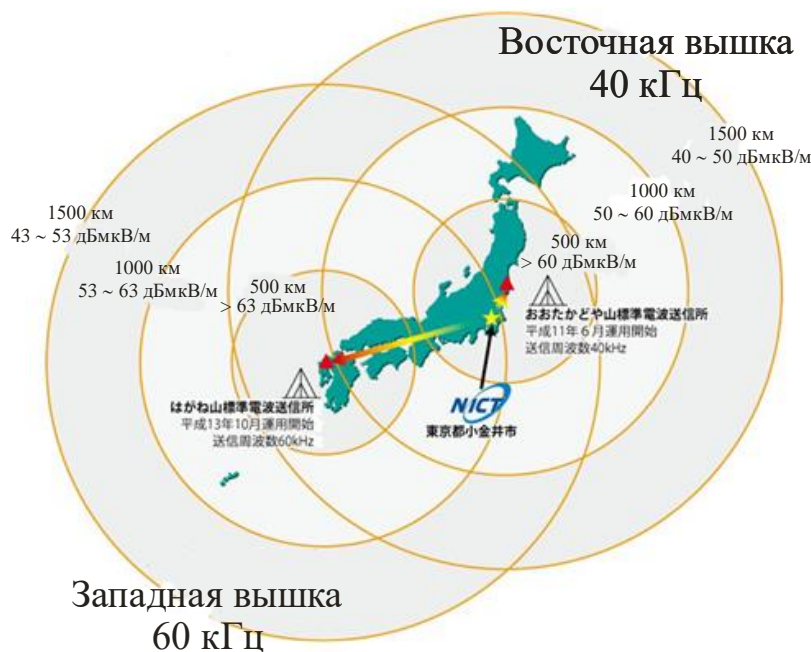 Восточная вышка
40 кГц
1500 км
40 ~ 50 дБмкВ/м
1000 км
50 ~ 60 дБмкВ/м
500 км
> 60 дБмкВ/м
1500 км
43 ~ 53 дБмкВ/м
1000 км
53 ~ 63 дБмкВ/м
500 км
> 63 дБмкВ/м
おおたかどや山標準電波送信所
平成11年6月運用開始
送信周波数40kHz
はがね山標準電波送信所
平成13年10月運用開始
送信周波数60kHz
NICT
東京都小金井市
Западная вышка
60 кГц